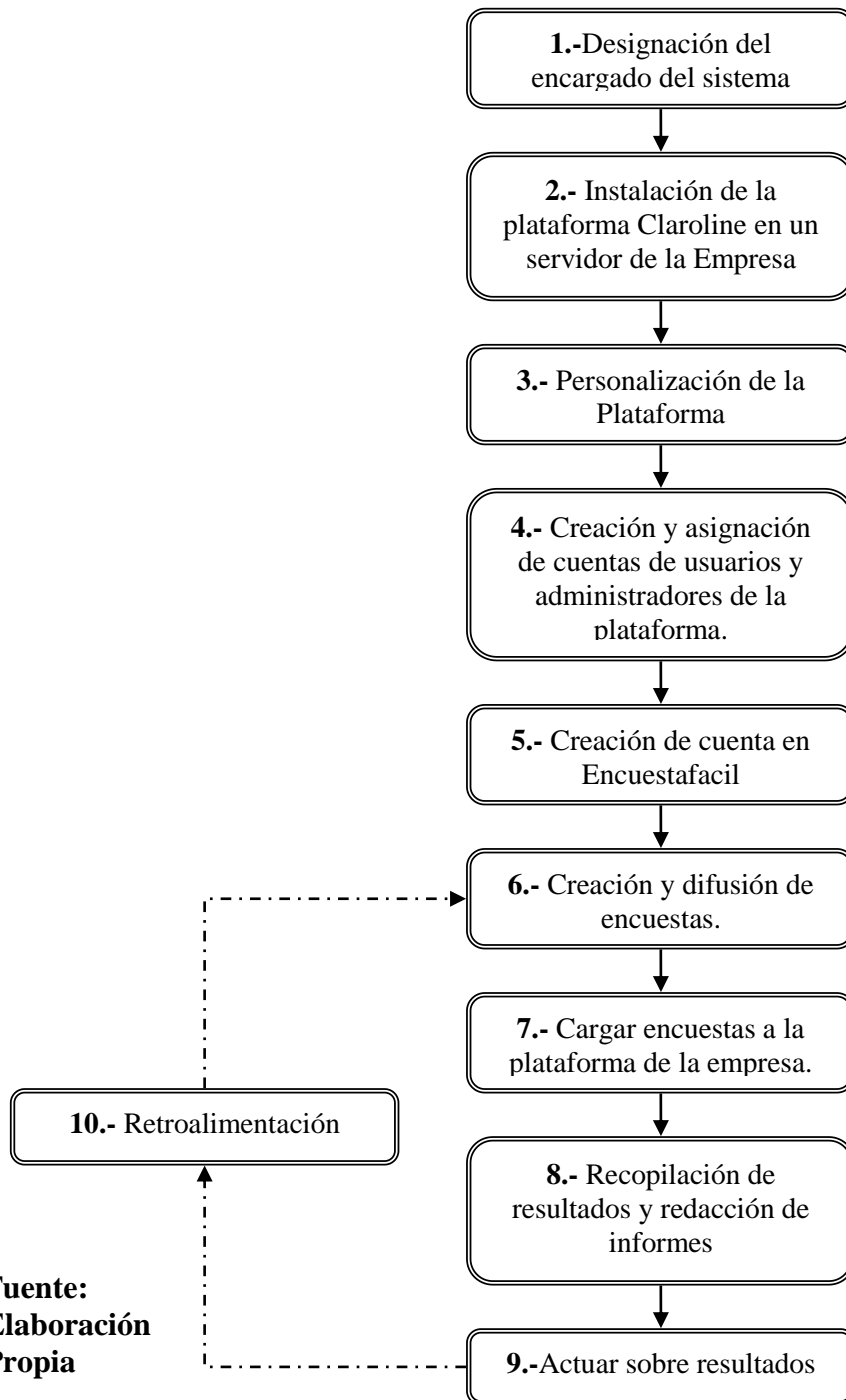 1.-Designación del
encargado del sistema
2.- Instalación de la
plataforma Claroline en un
servidor de la Empresa
3.- Personalización de la
Plataforma
4.- Creación y asignación
de cuentas de usuarios y
administradores de la
plataforma.
5.- Creación de cuenta en
Encuestafacil
6.- Creación y difusión de
encuestas.
7.- Cargar encuestas a la
plataforma de la empresa.
8.- Recopilación de
resultados y redacción de
informes
9.-Actuar sobre resultados
10.- Retroalimentación
Fuente:
Elaboración
Propia